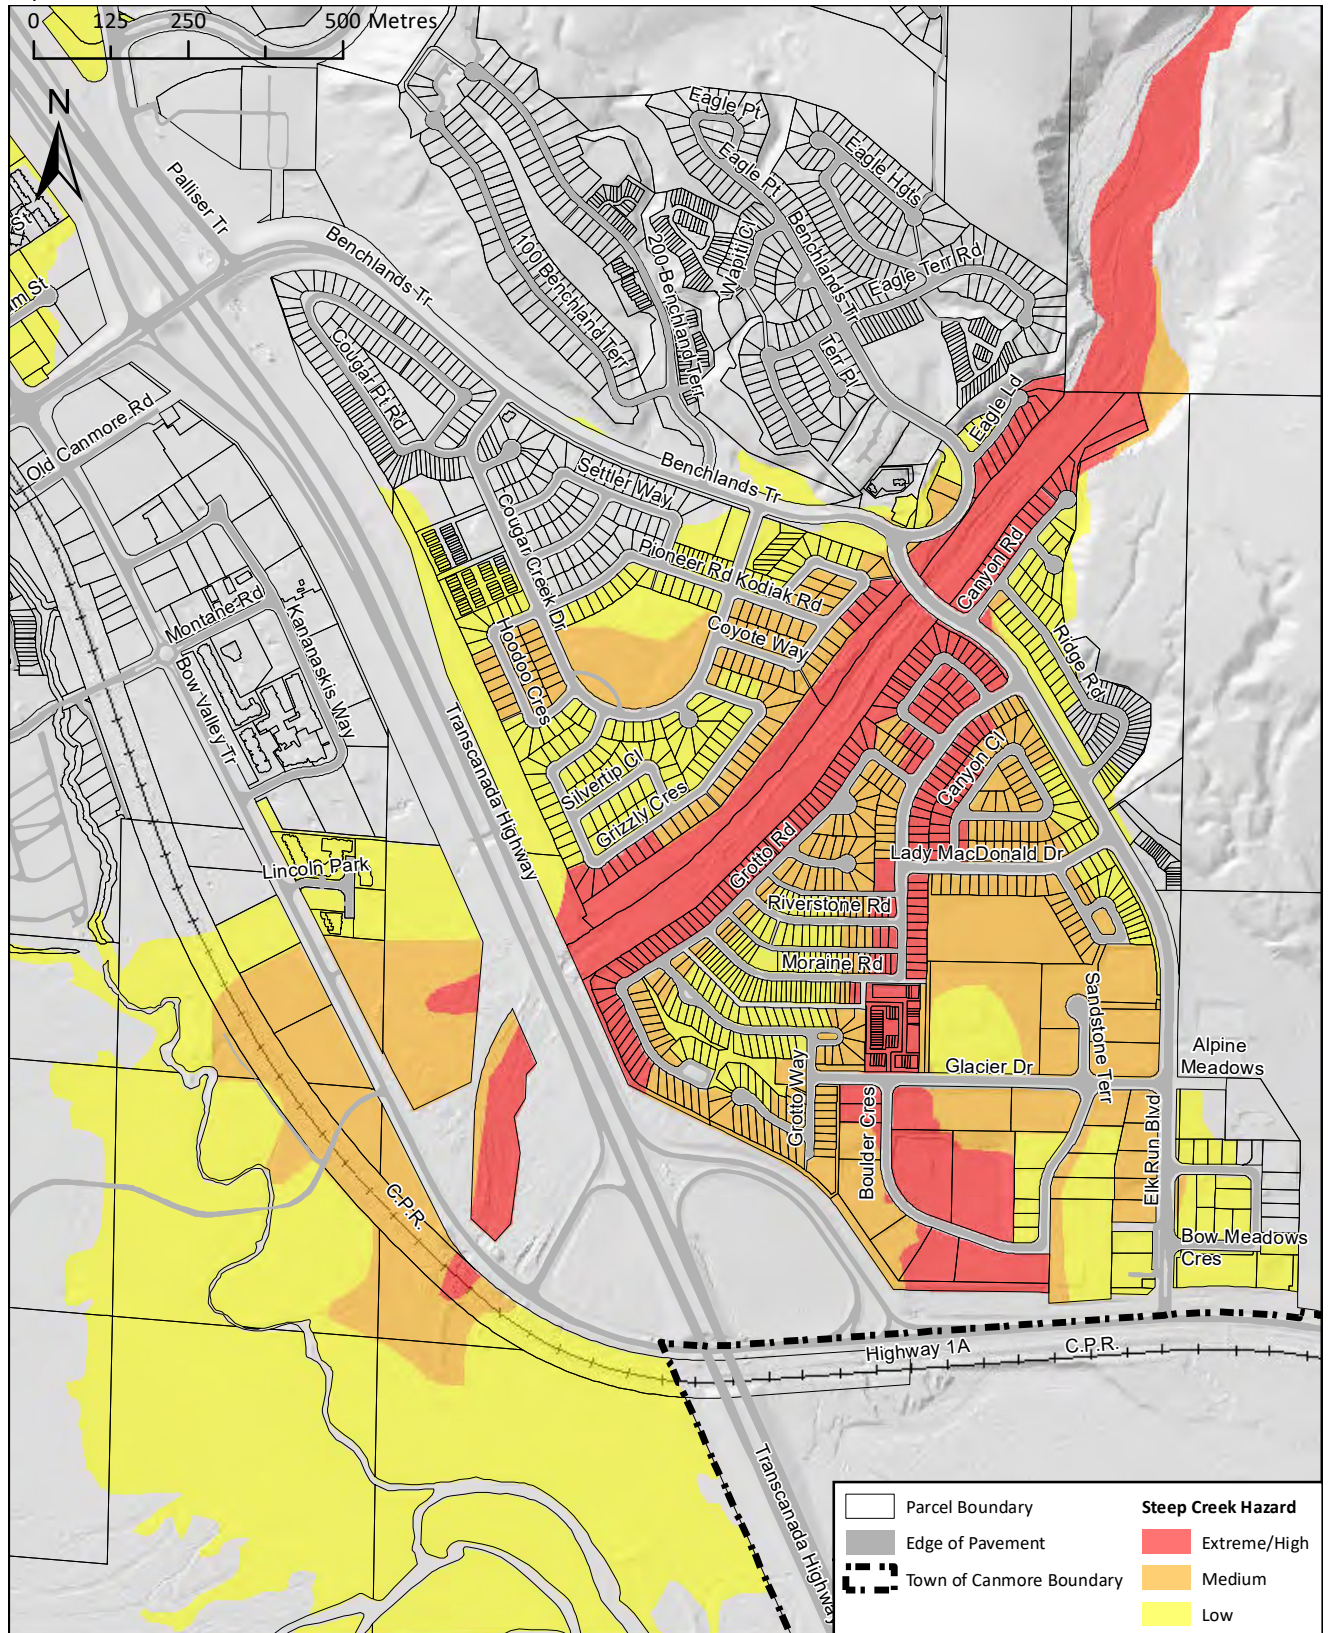 0 125 250 500 Metres
N
Palliser Tr
Eagle Pt
Eagle Pt
Eagle Hgts
Benchlands Tr
100 Benchland Terr
200 Benchland Terr
Wapiti Cl
Benchlands Tr
Eagle Terr Rd
Terr Pl
Eagle Ld
St
am St
Cougar Pt Rd
Old Canmore Rd
Benchlands Tr
Settler Way
Cougar Creek Dr
Pioneer Rd
Kodiak Rd
Coyote Way
Canyon Rd
Ridge Rd
Montane Rd
Kananaskis Way
Bow Valley Tr
Hoodoo Cres
Transcanada Highway
Silvertip Cl
Grizzly Cres
Canyon Cl
Grotto Rd
Lady MacDonald Dr
Lincoln Park
Riverstone Rd
Moraine Rd
Sandstone Terr
Glacier Dr
Alpine
Meadows
Grotto Way
Boulder Cres
Elk Run Blvd
C.P.R.
Bow Meadows
Cres
Highway 1A
C.P.R.
Transcanada Highway
Parcel Boundary
Edge of Pavement
Town of Canmore Boundary
Steep Creek Hazard
Extreme/High
Medium
Low